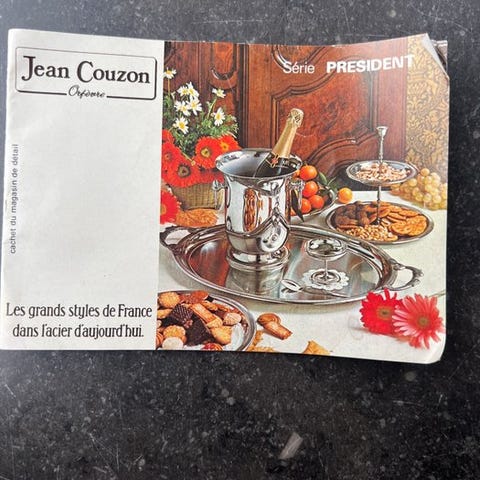 Jean Couzon
Orfèvre
Série PRESIDENT
cachet du magasin de détail
Les grands styles de France
dans l'acier d'aujourd'hui.